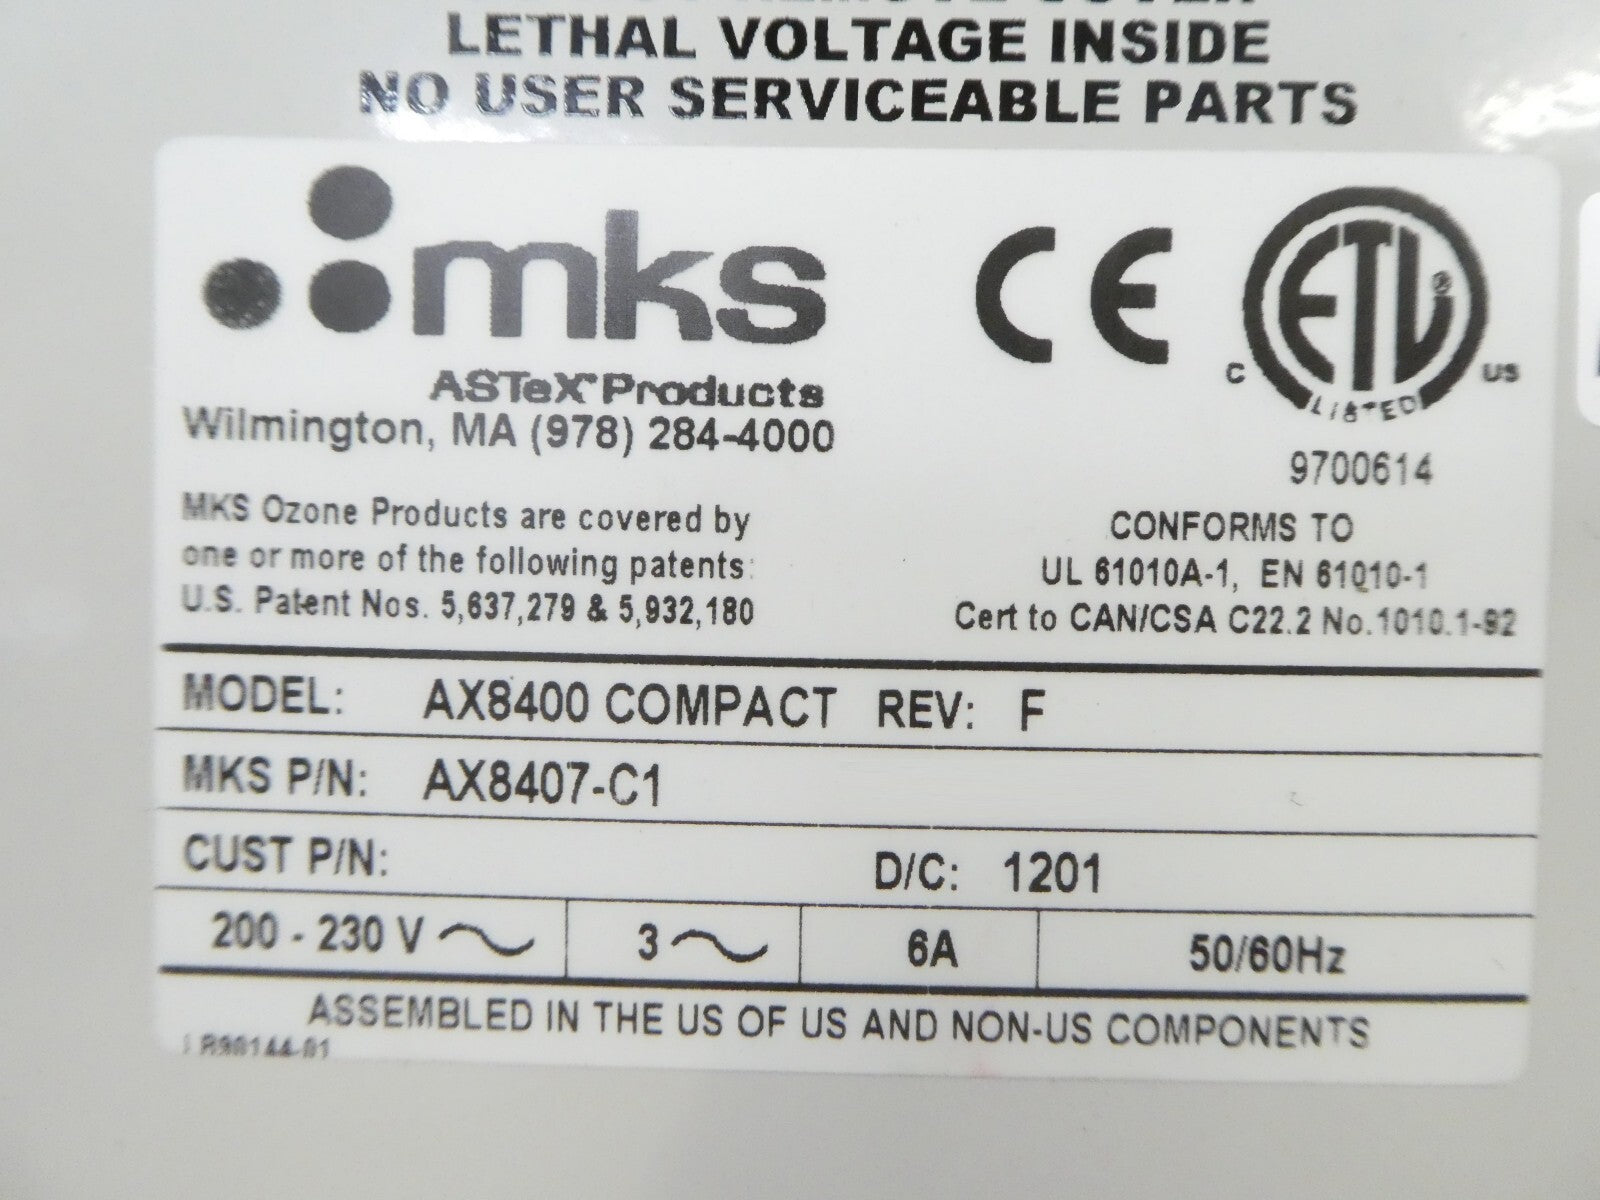 LETHAL VOLTAGE INSIDE
NO USER SERVICEABLE PARTS
mks
ASTeX® Products
Wilmington, MA (978) 284-4000
MKS Ozone Products are covered by
one or more of the following patents:
U.S. Patent Nos. 5,637,279 & 5,932,180
CE
ETL ®
C US
LISTED
9700614
CONFORMS TO
UL 61010A-1, EN 61010-1
Cert to CAN/CSA C22.2 No.1010.1-92
MODEL: AX8400 COMPACT REV: F
MKS P/N: AX8407-C1
CUST P/N: D/C: 1201
200 - 230 V ~ 3 ~ 6A 50/60Hz
ASSEMBLED IN THE US OF US AND NON-US COMPONENTS